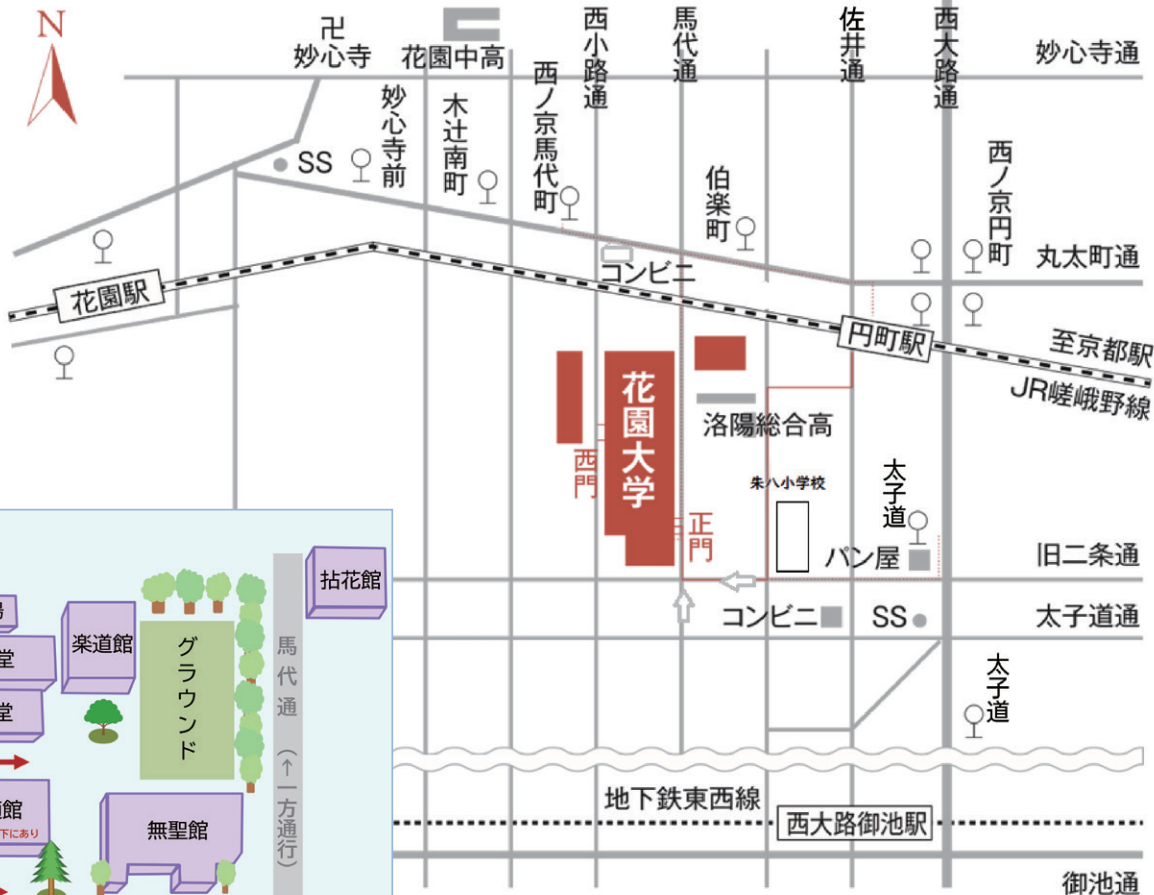 N
卍
妙心寺
花園中高
西小路通
馬代通
佐井通
西大路通
妙心寺通
SS
妙心寺前
木辻南町
西ノ京馬代町
伯楽町
西ノ京円町
丸太町通
コンビニ
花園駅
円町駅
至京都駅
JR嵯峨野線
花園大学
洛陽総合高
西門
正門
朱八小学校
太子道
パン屋
旧二条通
コンビニ
SS
太子道通
太子道
地下鉄東西線
西大路御池駅
御池通
拈花館
楽道館
グラウンド
馬代通
(↑一方通行)
堂
堂
館
下にあり
無聖館